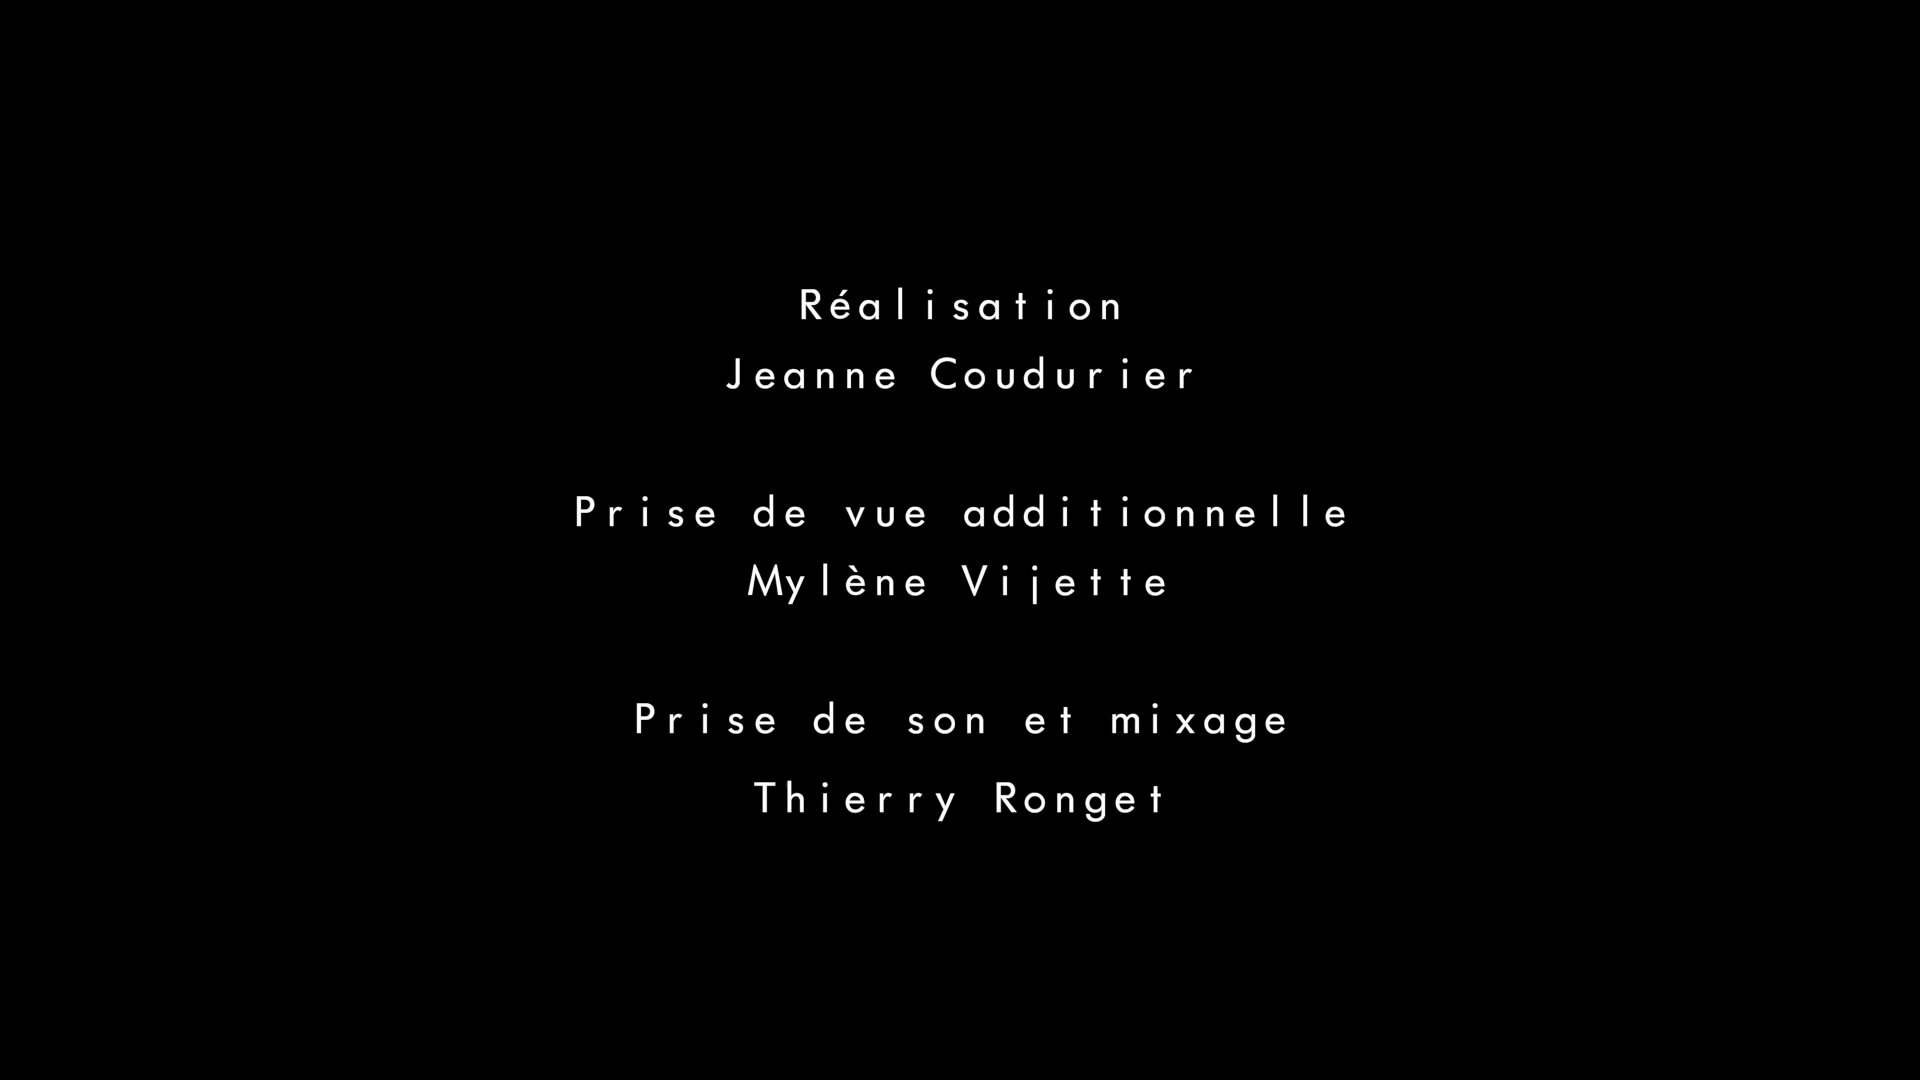 Réalisation
Jeanne Coudurier
Prise de vue additionnelle
Mylène Vijette
Prise de son et mixage
Thierry Ronget